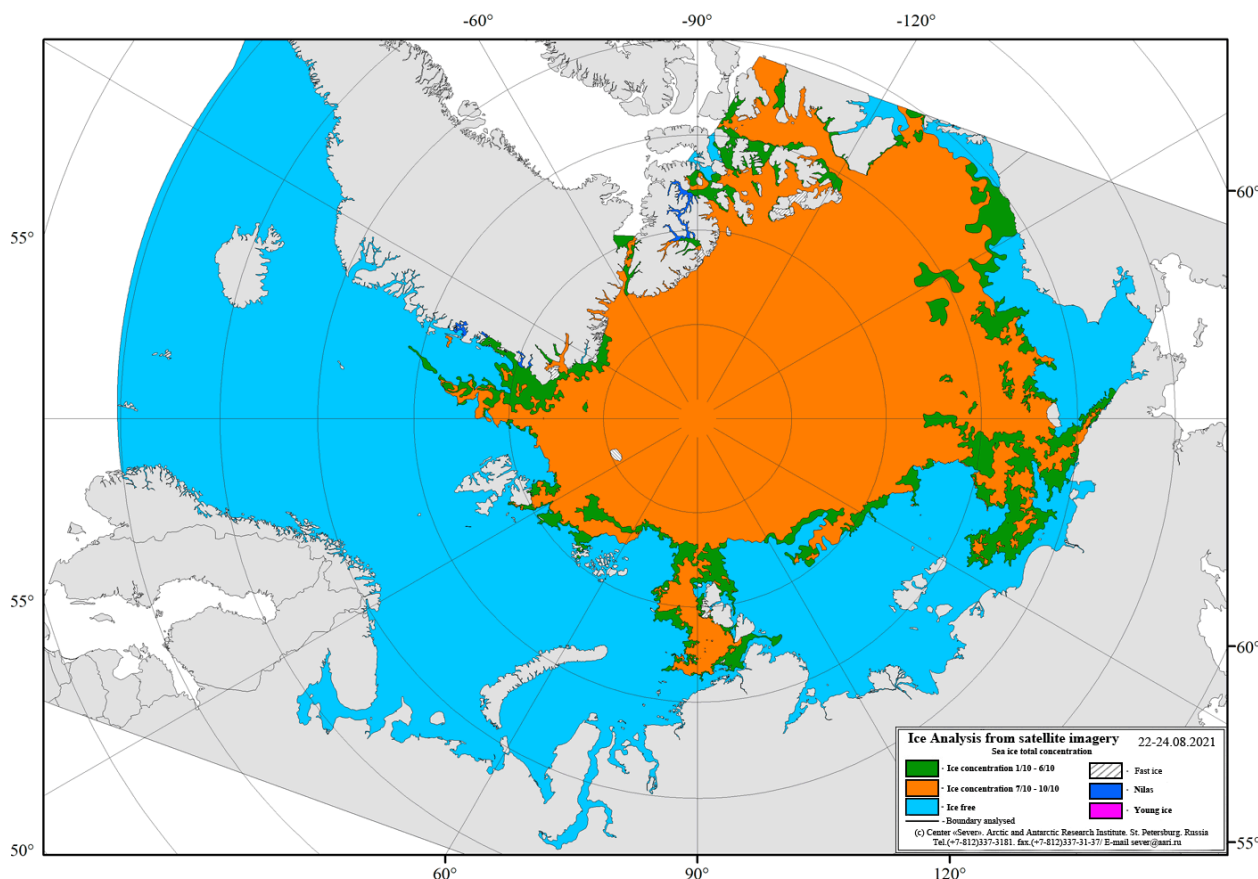 -60°
-90°
-120°
60°
55°
55°
60°
50°
55°
60°
90°
120°
Ice Analysis from satellite imagery 22-24.08.2021
Sea ice total concentration
- Ice concentration 1/10 - 6/10
- Fast ice
- Ice concentration 7/10 - 10/10
- Nilas
- Ice free
- Young ice
- Boundary analysed
(c) Center «Sever». Arctic and Antarctic Research Institute. St. Petersburg. Russia
Tel.(+7-812)337-3181. fax.(+7-812)337-31-37/ E-mail sever@aari.ru